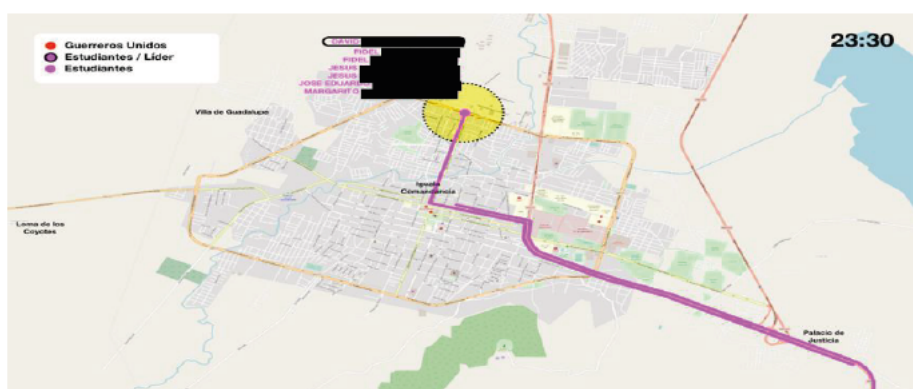 Guerreros Unidos
Estudiantes / Líder
Estudiantes
23:30
DAVID
FIDEL
FIDEL
JESUS
JESUS
JOSE EDUARDO
MARGARITO
Villa de Guadalupe
Iguala
Comandancia
Loma de los
Coyotes
Palacio de
Justicia